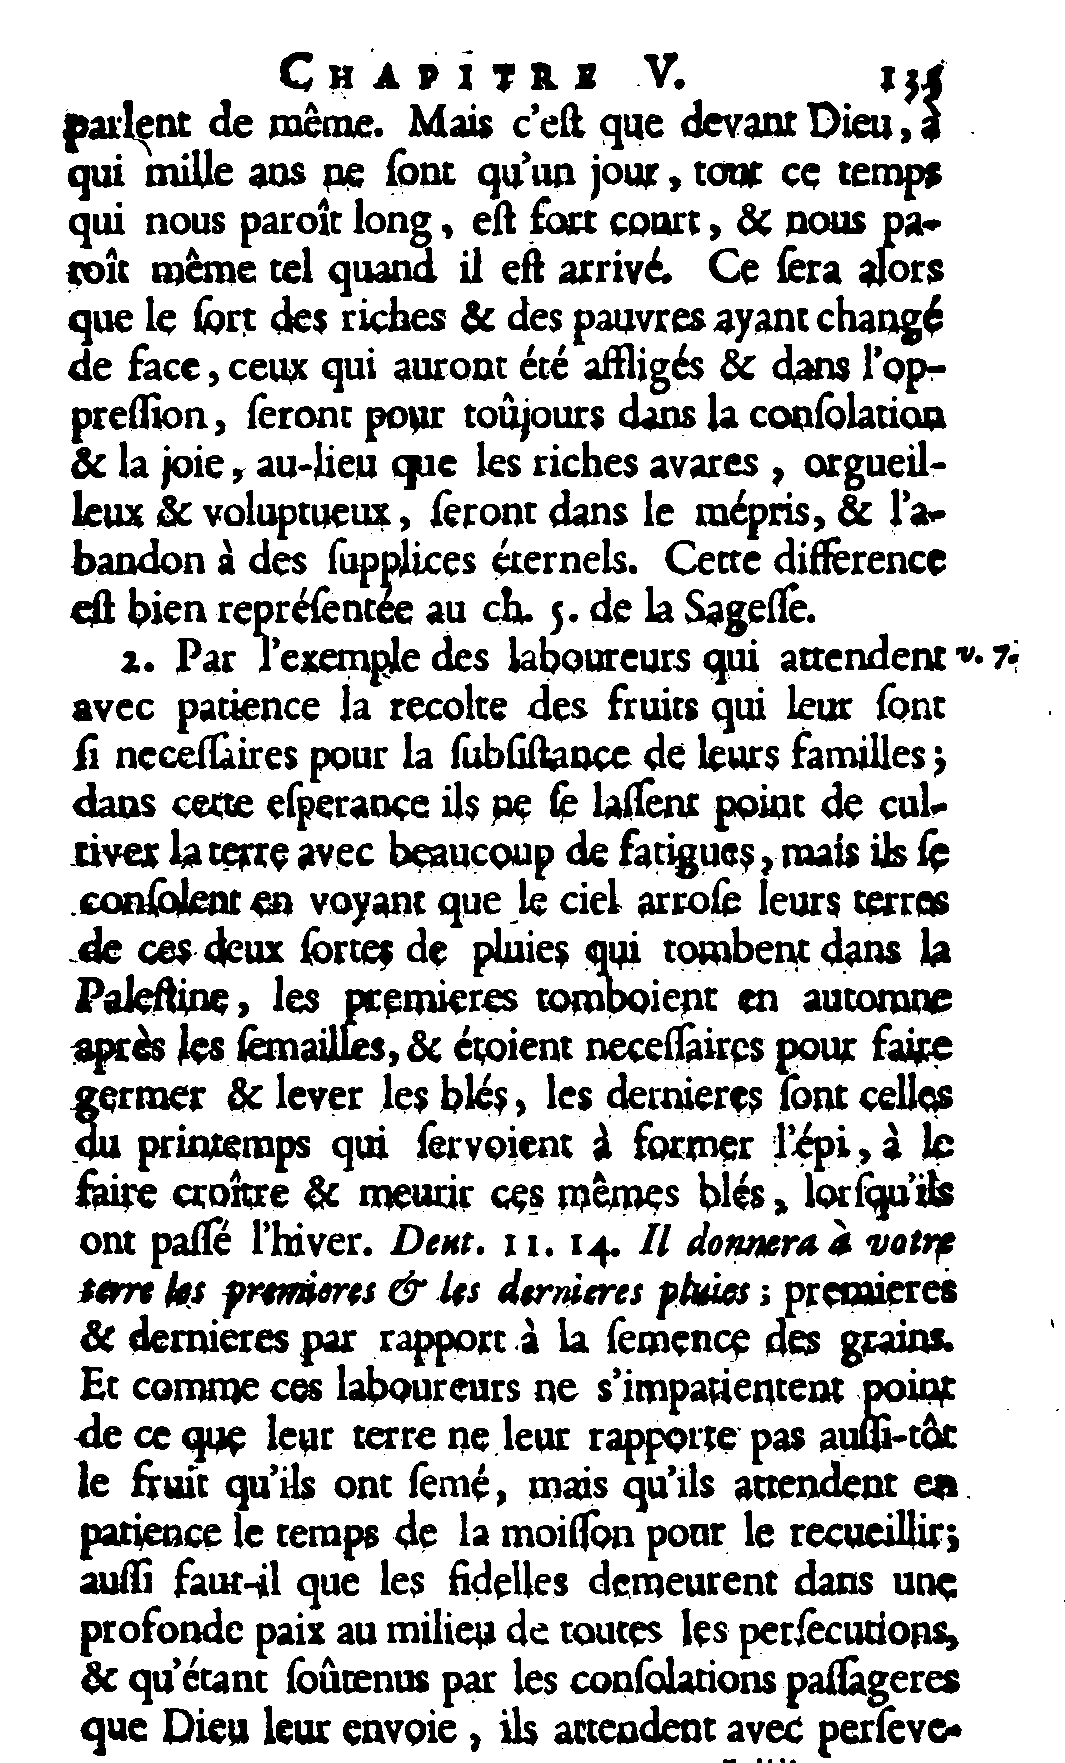 CHAPITRE V. 135
parlent de même. Mais c'eſt que devant Dieu, à
qui mille ans ne ſont qu'un jour, tout ce temps
qui nous paroît long, eſt fort court, & nous pa-
roît même tel quand il eſt arrivé. Ce ſera alors
que le ſort des riches & des pauvres ayant changé
de face, ceux qui auront été affligés & dans l'op-
preſſion, ſeront pour toûjours dans la conſolation
& la joie, au-lieu que les riches avares, orgueil-
leux & voluptueux, ſeront dans le mépris, & l'a-
bandon à des ſupplices éternels. Cette difference
eſt bien repréſentée au ch. 5. de la Sageſſe.
2. Par l'exemple des laboureurs qui attendent v. 7.
avec patience la recolte des fruits qui leur ſont
ſi neceſſaires pour la ſubſiſtance de leurs familles;
dans cette eſperance ils ne ſe laſſent point de cul-
tiver la terre avec beaucoup de fatigues, mais ils ſe
conſolent en voyant que le ciel arroſe leurs terres
de ces deux ſortes de pluies qui tombent dans la
Paleſtine, les premieres tomboient en automne
après les ſemailles, & étoient neceſſaires pour faire
germer & lever les blés, les dernieres ſont celles
du printemps qui ſervoient à former l'épi, à le
faire croître & meurir ces mêmes blés, lorſqu'ils
ont paſſé l'hiver. Deut. 11. 14. Il donnera à votre
terre les premieres & les dernieres pluies; premieres
& dernieres par rapport à la ſemence des grains.
Et comme ces laboureurs ne s'impatientent point
de ce que leur terre ne leur rapporte pas auſſi-tôt
le fruit qu'ils ont ſemé, mais qu'ils attendent en
patience le temps de la moiſſon pour le recueillir;
auſſi faut-il que les fidelles demeurent dans une
profonde paix au milieu de toutes les perſecutions,
& qu'étant ſoûtenus par les conſolations paſſageres
que Dieu leur envoie, ils attendent avec perſeve-